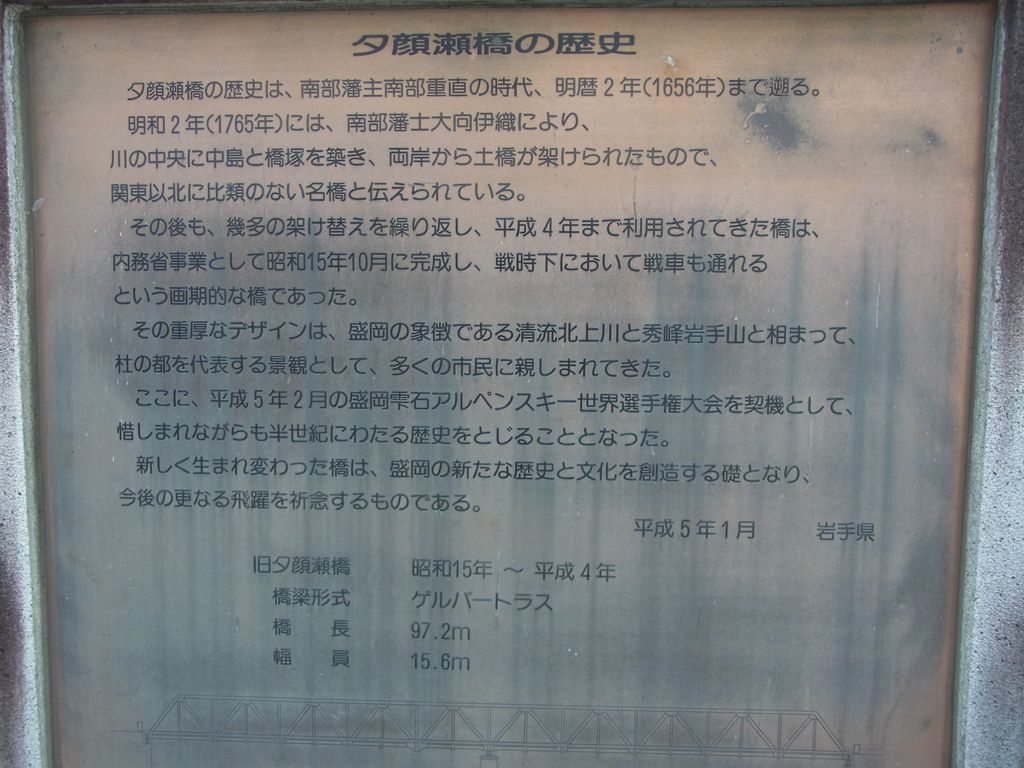 夕顔瀬橋の歴史
夕顔瀬橋の歴史は、南部藩主南部重直の時代、明暦２年(1656年)まで遡る。
明和２年(1765年)には、南部藩士大向伊織により、
川の中央に中島と橋塚を築き、両岸から土橋が架けられたもので、
関東以北に比類のない名橋と伝えられている。
その後も、幾多の架け替えを繰り返し、平成４年まで利用されてきた橋は、
内務省事業として昭和15年10月に完成し、戦時下において戦車も通れる
という画期的な橋であった。
その重厚なデザインは、盛岡の象徴である清流北上川と秀峰岩手山と相まって、
杜の都を代表する景観として、多くの市民に親しまれてきた。
ここに、平成５年２月の盛岡雫石アルペンスキー世界選手権大会を契機として、
惜しまれながらも半世紀にわたる歴史をとじることとなった。
新しく生まれ変わった橋は、盛岡の新たな歴史と文化を創造する礎となり、
今後の更なる飛躍を祈念するものである。
平成５年１月　岩手県
旧夕顔瀬橋　昭和15年 ～ 平成４年
橋梁形式　ゲルバートラス
橋　長　97.2m
幅　員　15.6m